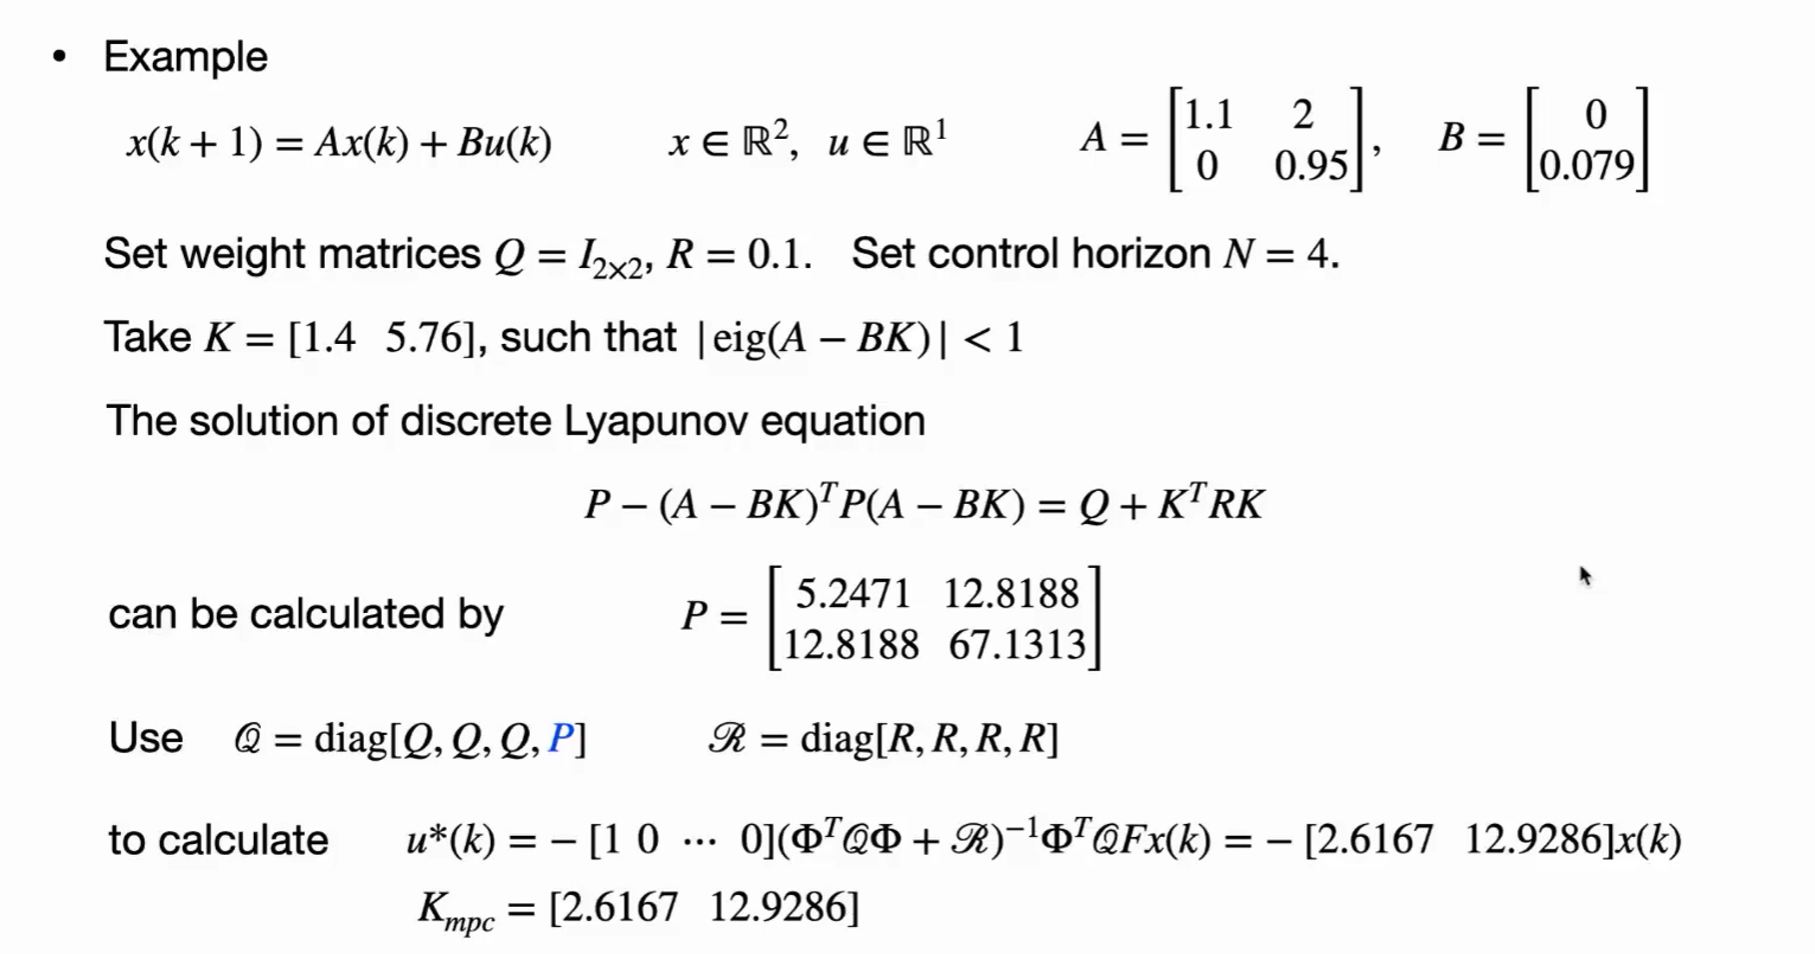 • Example
x(k + 1) = Ax(k) + Bu(k) x ∈ ℝ², u ∈ ℝ¹ A = [1.1 2; 0 0.95], B = [0; 0.079]
Set weight matrices Q = I₂ₓ₂, R = 0.1. Set control horizon N = 4.
Take K = [1.4 5.76], such that |eig(A − BK)| < 1
The solution of discrete Lyapunov equation
P − (A − BK)ᵀP(A − BK) = Q + KᵀRK
can be calculated by P = [5.2471 12.8188; 12.8188 67.1313]
Use 𝒬 = diag[Q, Q, Q, P] ℛ = diag[R, R, R, R]
to calculate u*(k) = − [1 0 ⋯ 0](Φᵀ𝒬Φ + ℛ)⁻¹Φᵀ𝒬Fx(k) = − [2.6167 12.9286]x(k)
K_mpc = [2.6167 12.9286]